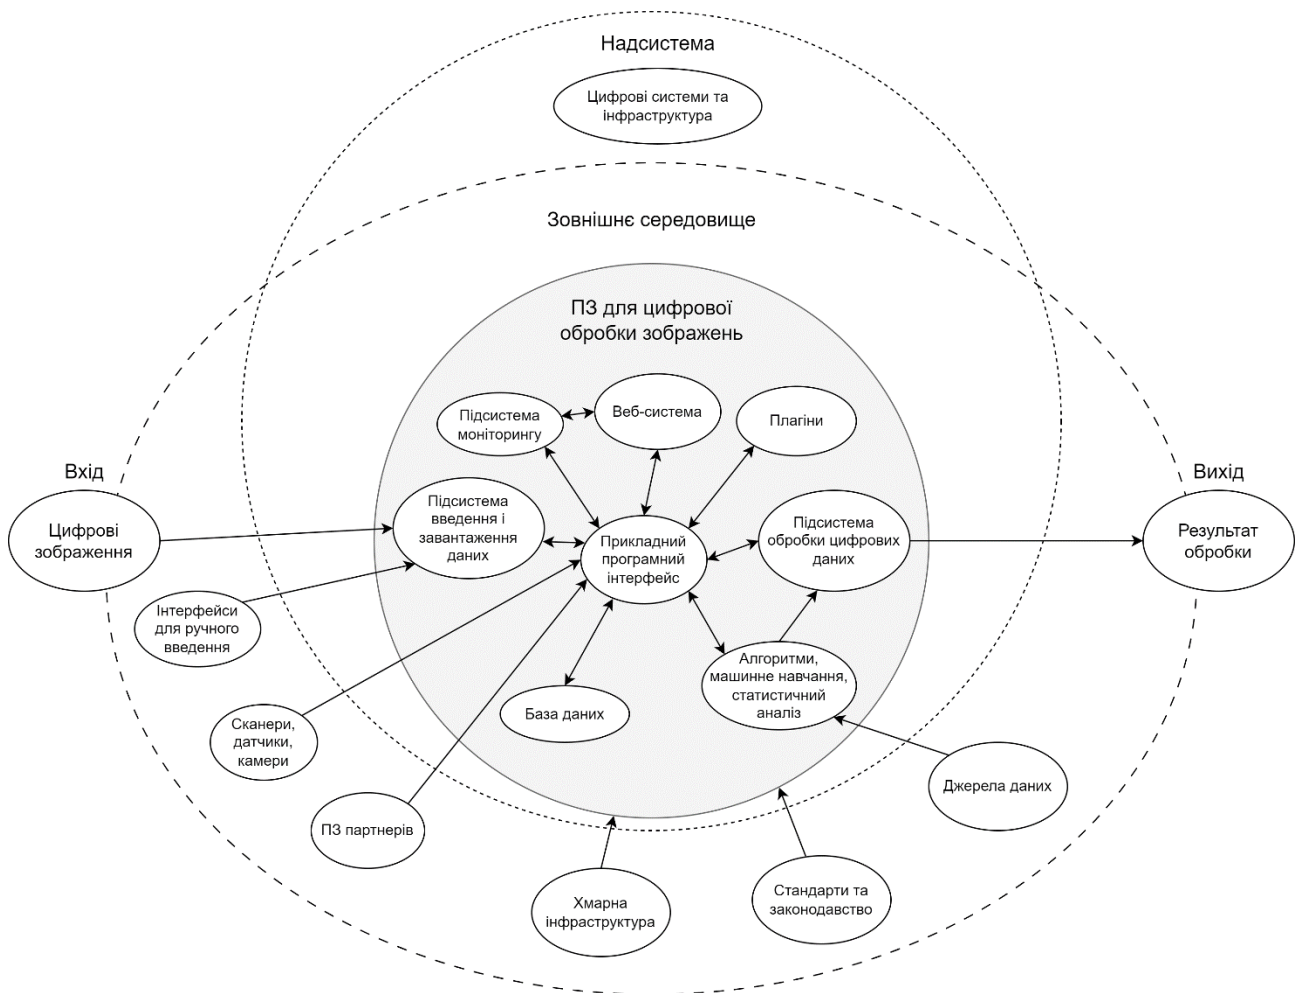 Надсистема
Цифрові системи та
інфраструктура
Зовнішнє середовище
ПЗ для цифрової
обробки зображень
Підсистема
моніторингу
Веб-система
Плагіни
Вхід
Цифрові
зображення
Підсистема
введення і
завантаження
даних
Прикладний
програмний
інтерфейс
Підсистема
обробки цифрових
даних
Вихід
Результат
обробки
Інтерфейси
для ручного
введення
Алгоритми,
машинне навчання,
статистичний
аналіз
База даних
Сканери,
датчики,
камери
Джерела даних
ПЗ партнерів
Хмарна
інфраструктура
Стандарти та
законодавство